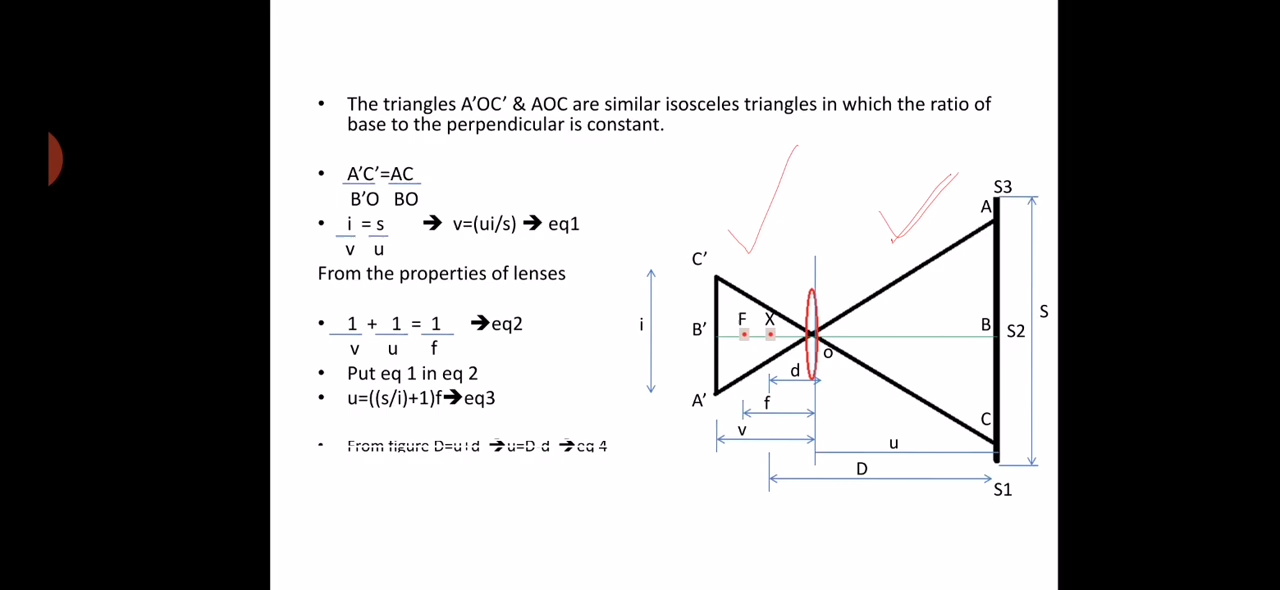 • The triangles A’OC’ & AOC are similar isosceles triangles in which the ratio of
base to the perpendicular is constant.
• A’C’=AC
B’O BO
• i = s ➔ v=(ui/s) ➔ eq1
v u
From the properties of lenses
• 1 + 1 = 1 ➔eq2
v u f
• Put eq 1 in eq 2
• u=((s/i)+1)f➔eq3
• From figure D=u+d ➔u=D-d ➔eq 4
S3
A
C’
i
F X
B’
B S2
S
o
d
A’
f
C
v
u
D
S1